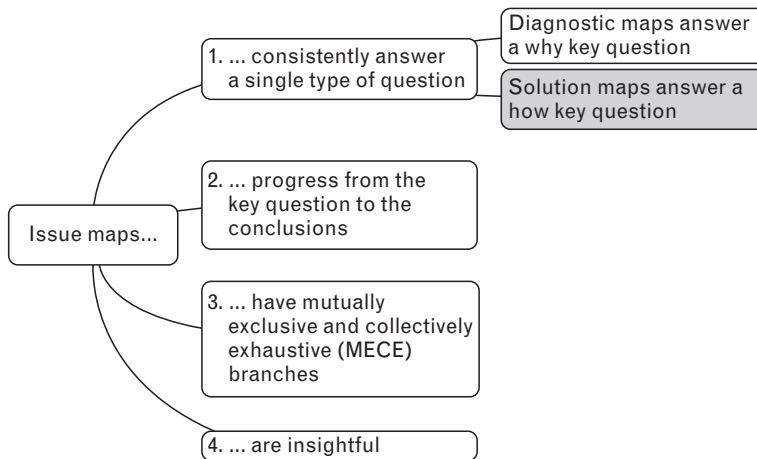 Issue maps...
1. ... consistently answer
a single type of question
Diagnostic maps answer
a why key question
Solution maps answer a
how key question
2. ... progress from the
key question to the
conclusions
3. ... have mutually
exclusive and collectively
exhaustive (MECE)
branches
4. ... are insightful